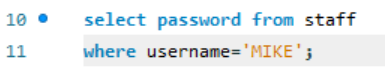 10 select password from staff
11 where username='MIKE';